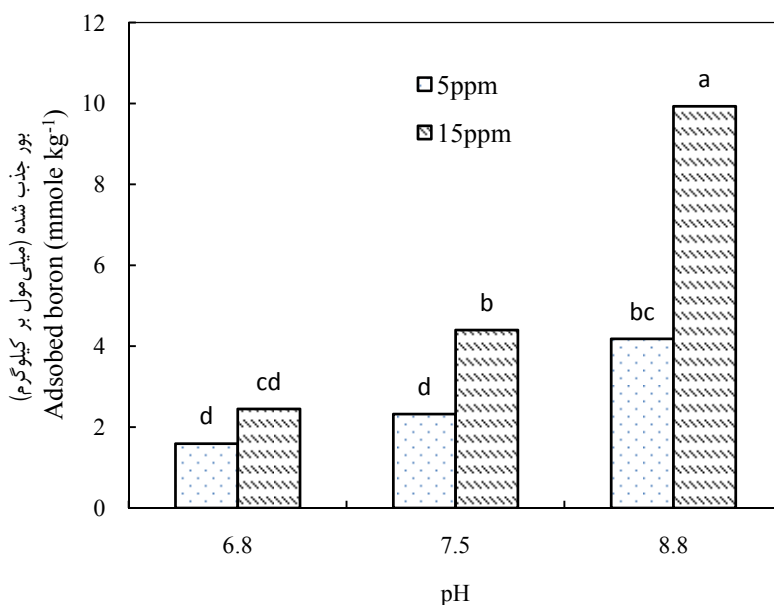 12
10
8
6
4
2
0
بور جذب شده (میلی‌مول بر کیلوگرم)
Adsobed boron (mmole kg-1)
5ppm
15ppm
d
cd
d
b
bc
a
6.8
7.5
8.8
pH